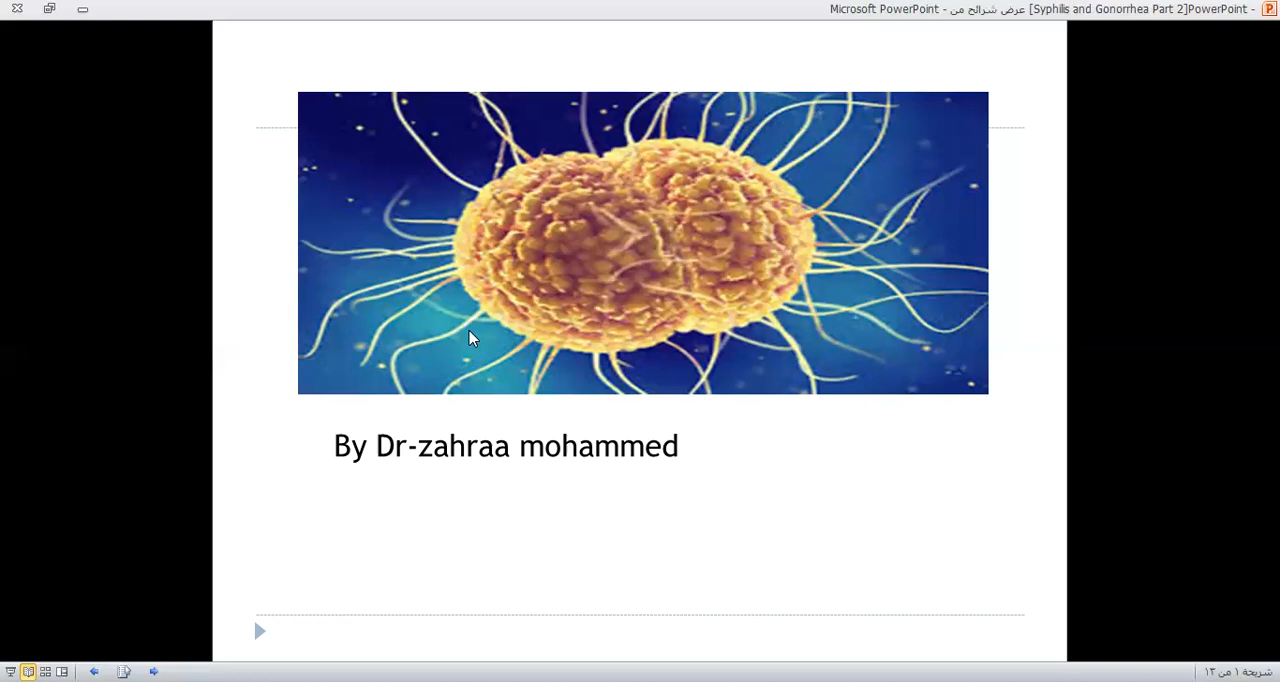 Microsoft PowerPoint - عرض شرائح من [Syphilis and Gonorrhea Part 2]PowerPoint -
By Dr-zahraa mohammed
شريحة ١ من ١٣